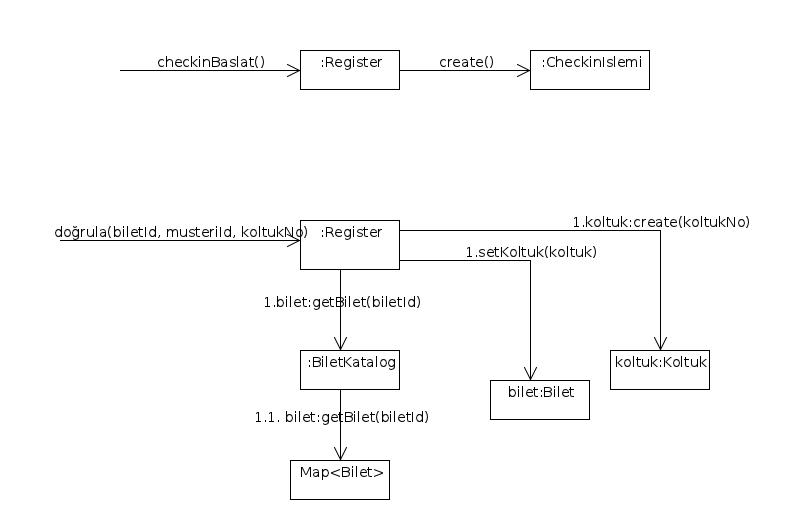 checkinBaslat()
:Register
create()
:CheckinIslemi
doğrula(biletId, musteriId, koltukNo)
:Register
1.koltuk:create(koltukNo)
1.setKoltuk(koltuk)
1.bilet:getBilet(biletId)
:BiletKatalog
koltuk:Koltuk
bilet:Bilet
1.1. bilet:getBilet(biletId)
Map<Bilet>